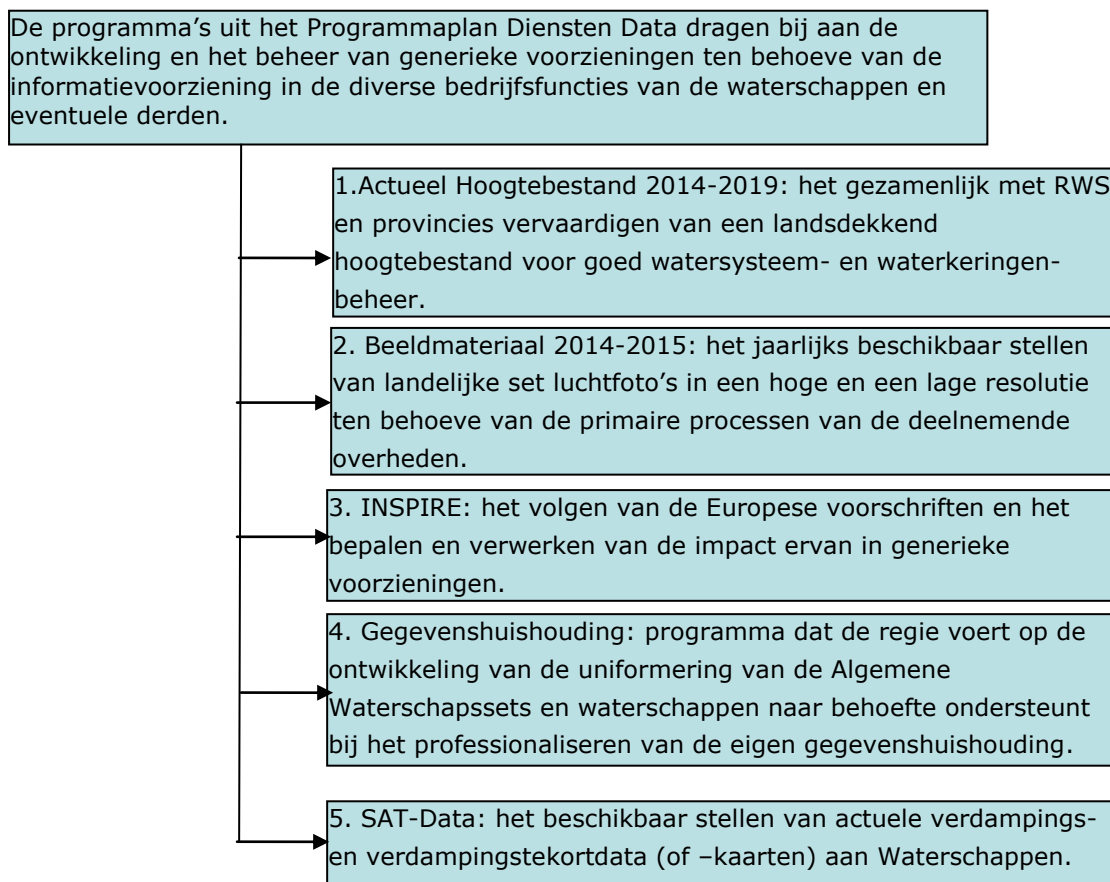 De programma’s uit het Programmaplan Diensten Data dragen bij aan de
ontwikkeling en het beheer van generieke voorzieningen ten behoeve van de
informatievoorziening in de diverse bedrijfsfuncties van de waterschappen en
eventuele derden.
1.Actueel Hoogtebestand 2014-2019: het gezamenlijk met RWS
en provincies vervaardigen van een landsdekkend
hoogtebestand voor goed watersysteem- en waterkeringen-
beheer.
2. Beeldmateriaal 2014-2015: het jaarlijks beschikbaar stellen
van landelijke set luchtfoto’s in een hoge en een lage resolutie
ten behoeve van de primaire processen van de deelnemende
overheden.
3. INSPIRE: het volgen van de Europese voorschriften en het
bepalen en verwerken van de impact ervan in generieke
voorzieningen.
4. Gegevenshuishouding: programma dat de regie voert op de
ontwikkeling van de uniformering van de Algemene
Waterschapssets en waterschappen naar behoefte ondersteunt
bij het professionaliseren van de eigen gegevenshuishouding.
5. SAT-Data: het beschikbaar stellen van actuele verdampings-
en verdampingstekortdata (of –kaarten) aan Waterschappen.